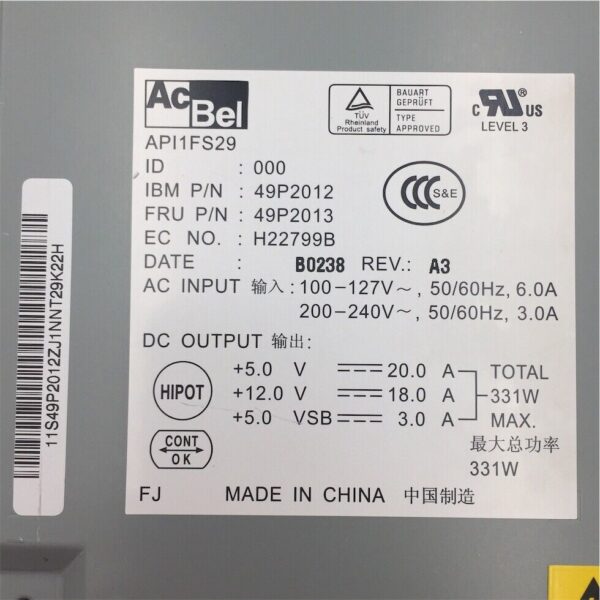 AcBel
TÜV
Rheinland
Product safety
BAUART
GEPRÜFT
TYPE
APPROVED
c RU US
LEVEL 3
API1FS29
ID : 000
IBM P/N : 49P2012
FRU P/N : 49P2013
EC NO. : H22799B
CCC S&E
DATE : B0238 REV.: A3
AC INPUT 输入 : 100-127V~, 50/60Hz, 6.0A
200-240V~, 50/60Hz, 3.0A
DC OUTPUT 输出:
HIPOT
CONT
OK
+5.0 V 20.0 A
+12.0 V 18.0 A
+5.0 VSB 3.0 A
TOTAL
331W
MAX.
最大总功率
331W
FJ MADE IN CHINA 中国制造
11S49P2012ZJ1NNT29K22H